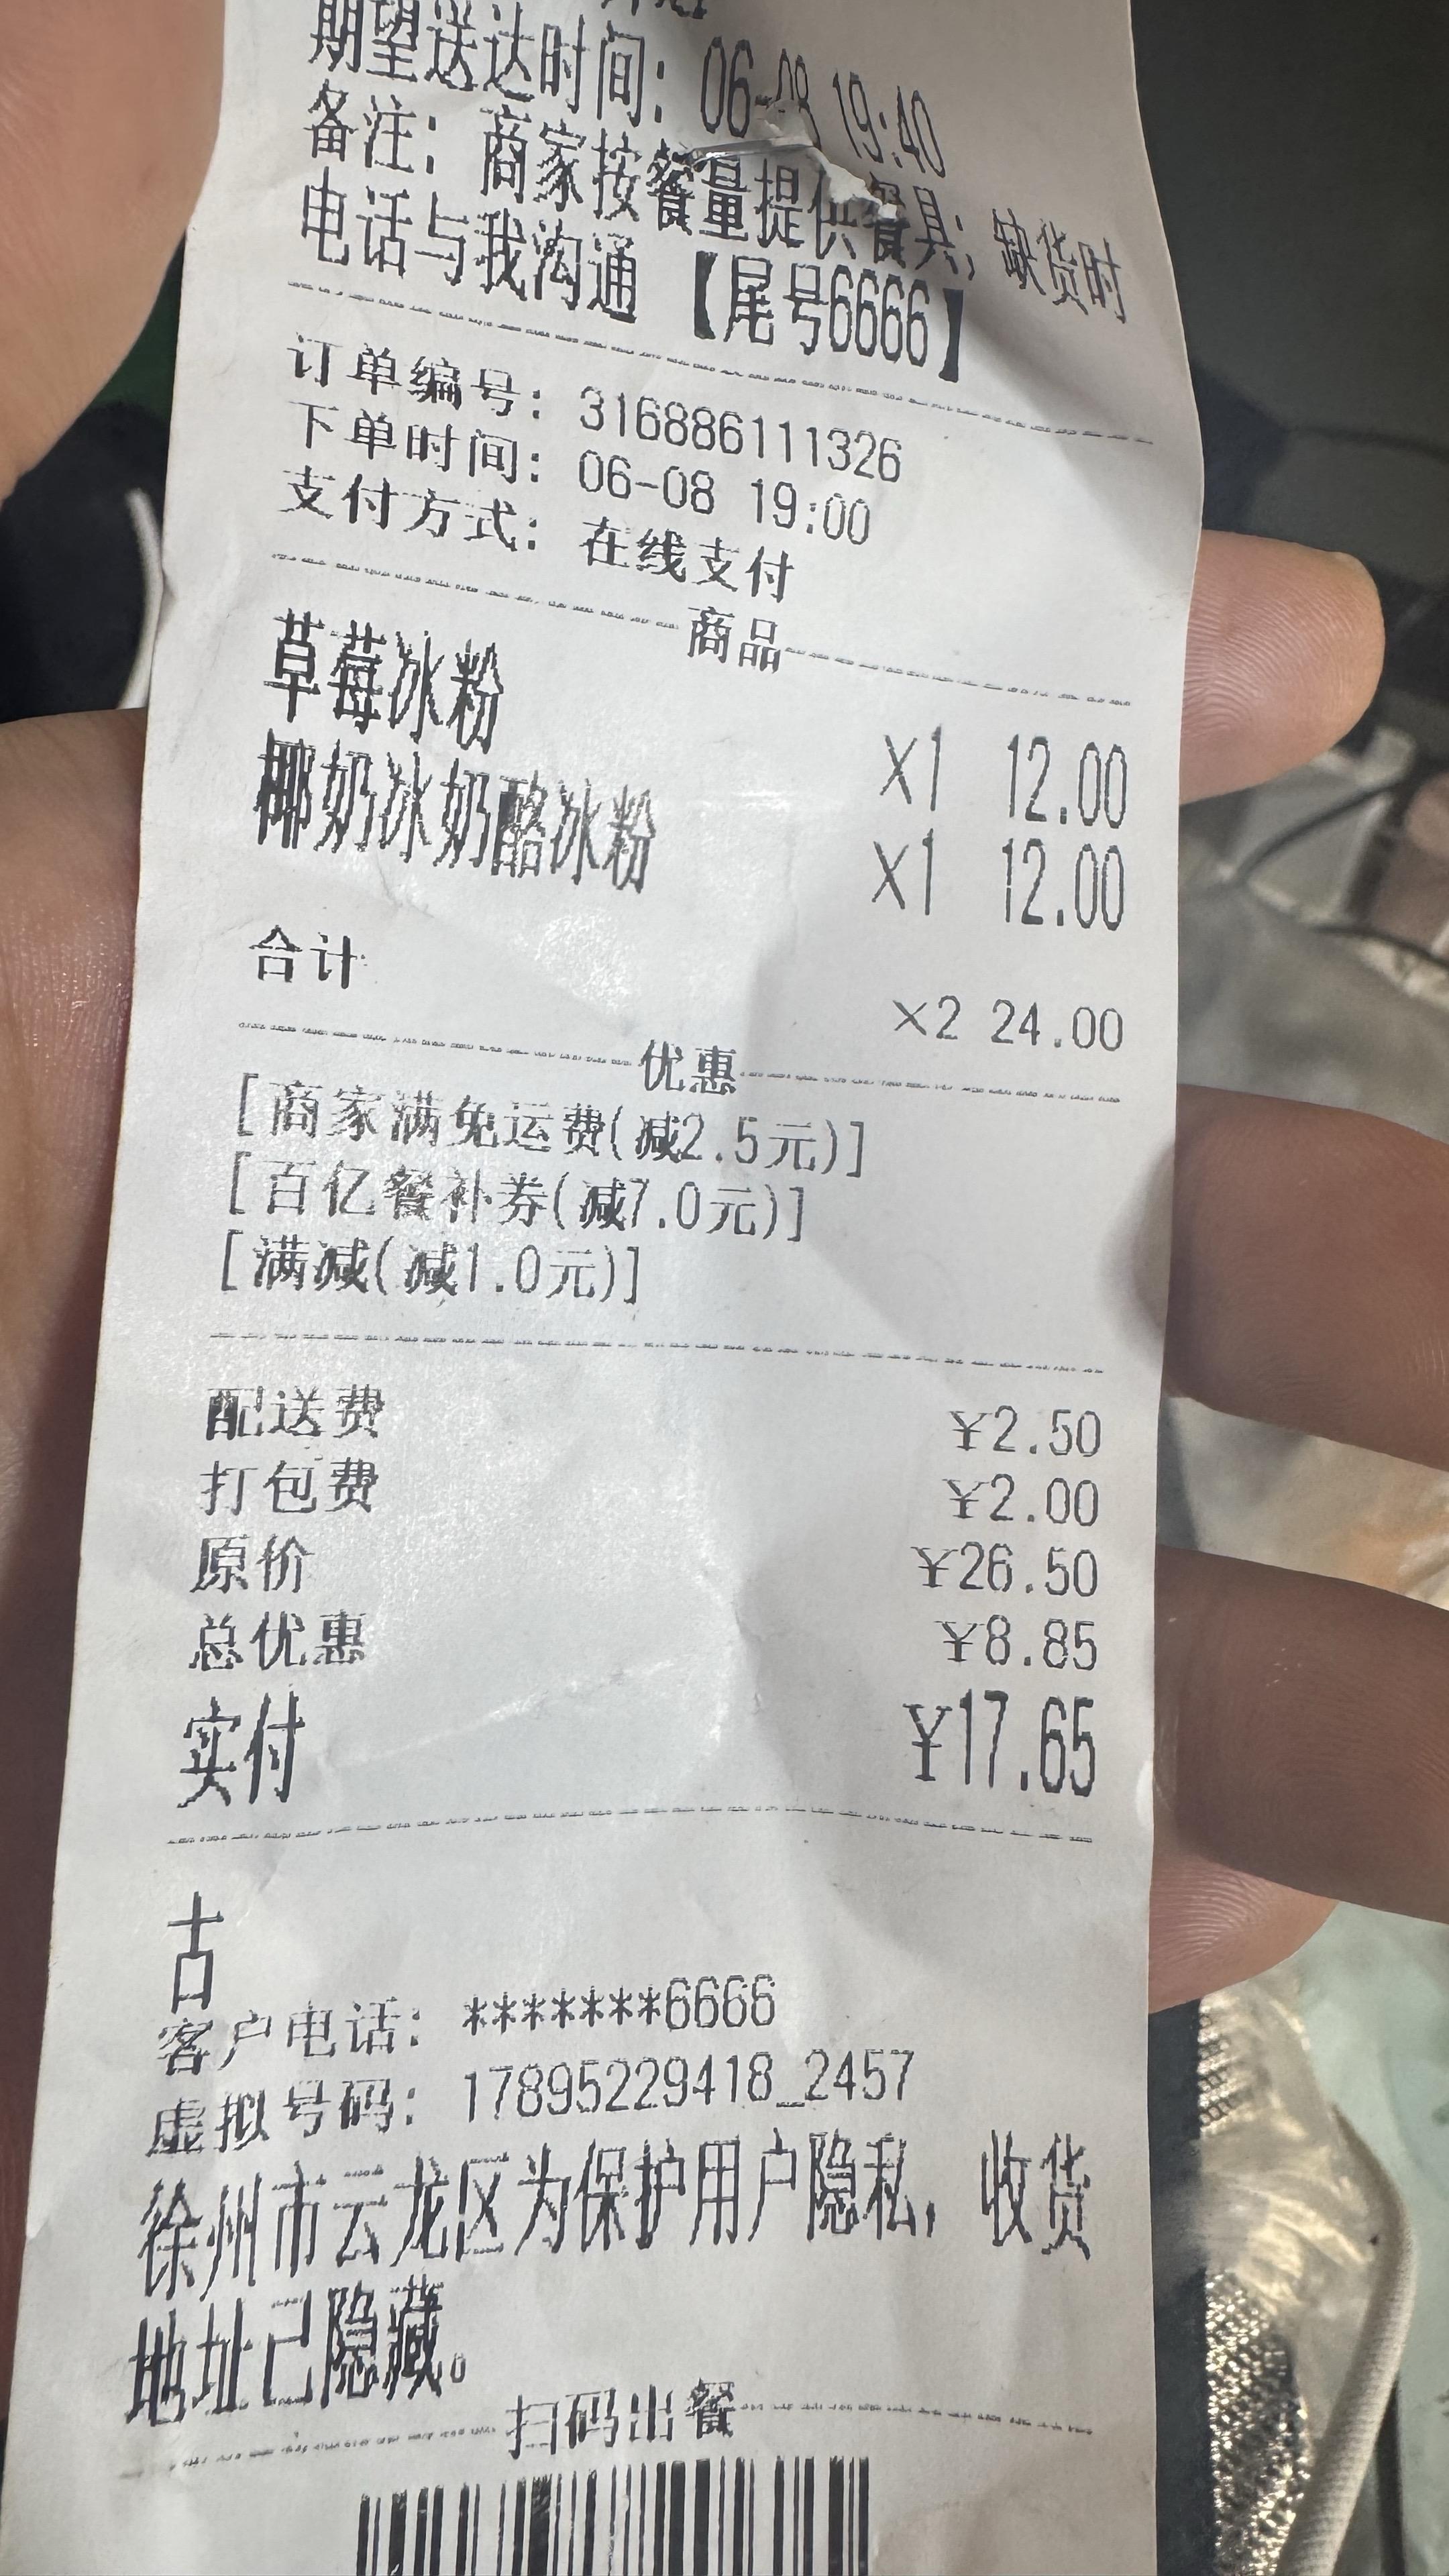 期望送达时间：06-08 19:40
备注：商家按餐量提供餐具；缺货时
电话与我沟通【尾号6666】
订单编号：316886111326
下单时间：06-08 19:00
支付方式：在线支付
商品
草莓冰粉 X1 12.00
椰奶冰奶酪冰粉 X1 12.00
合计 ×2 24.00
优惠
[商家满免运费(减2.5元)]
[百亿餐补券(减7.0元)]
[满减(减1.0元)]
配送费 ¥2.50
打包费 ¥2.00
原价 ¥26.50
总优惠 ¥8.85
实付 ¥17.65
古
客户电话：*******6666
虚拟号码：17895229418_2457
徐州市云龙区为保护用户隐私，收货
地址已隐藏。
扫码出餐